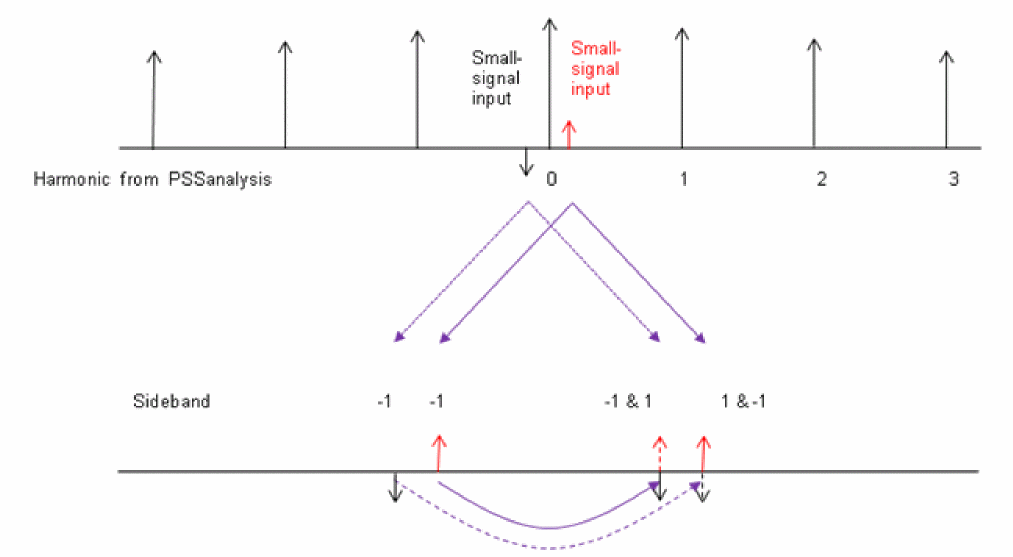 Small-
signal
input
Small-
signal
input
Harmonic from PSSanalysis 0 1 2 3
Sideband -1 -1 -1 & 1 1 & -1